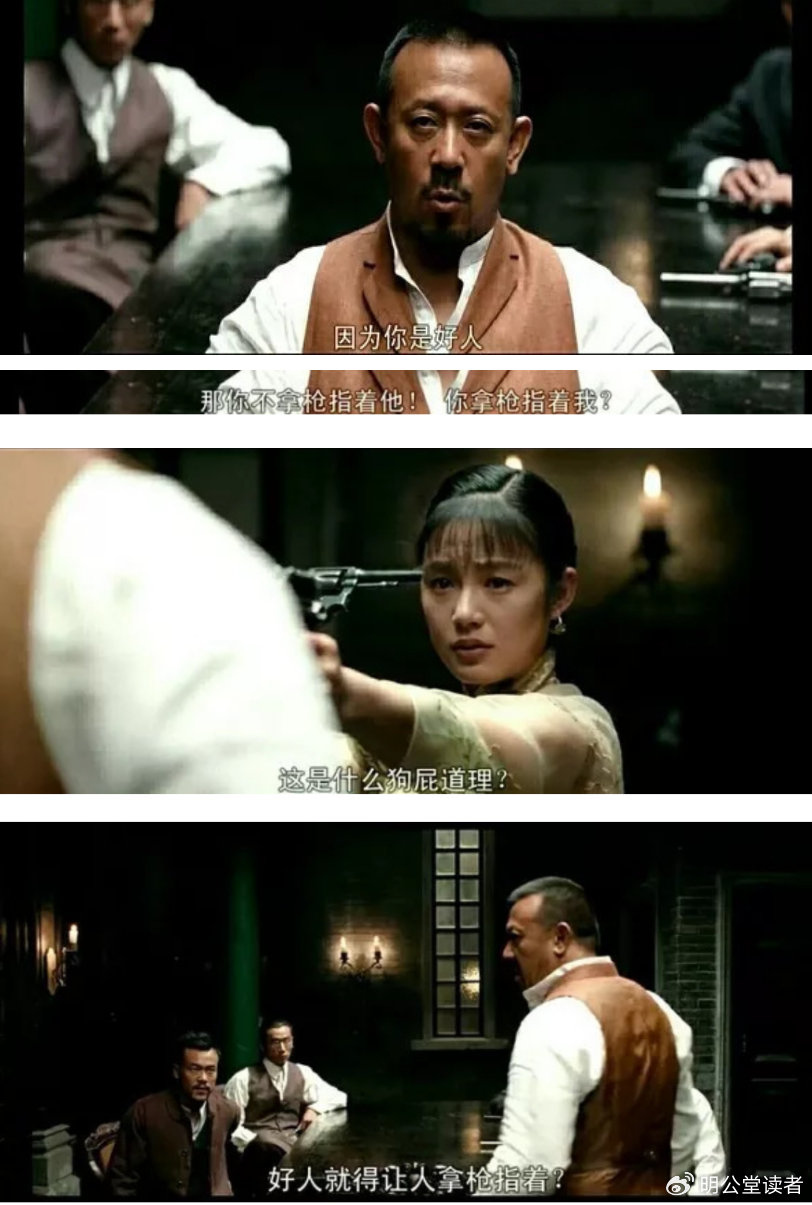 因为你是好人
那你不拿枪指着他！ 你拿枪指着我？
这是什么狗屁道理？
好人就得让人拿枪指着？
明公堂读者